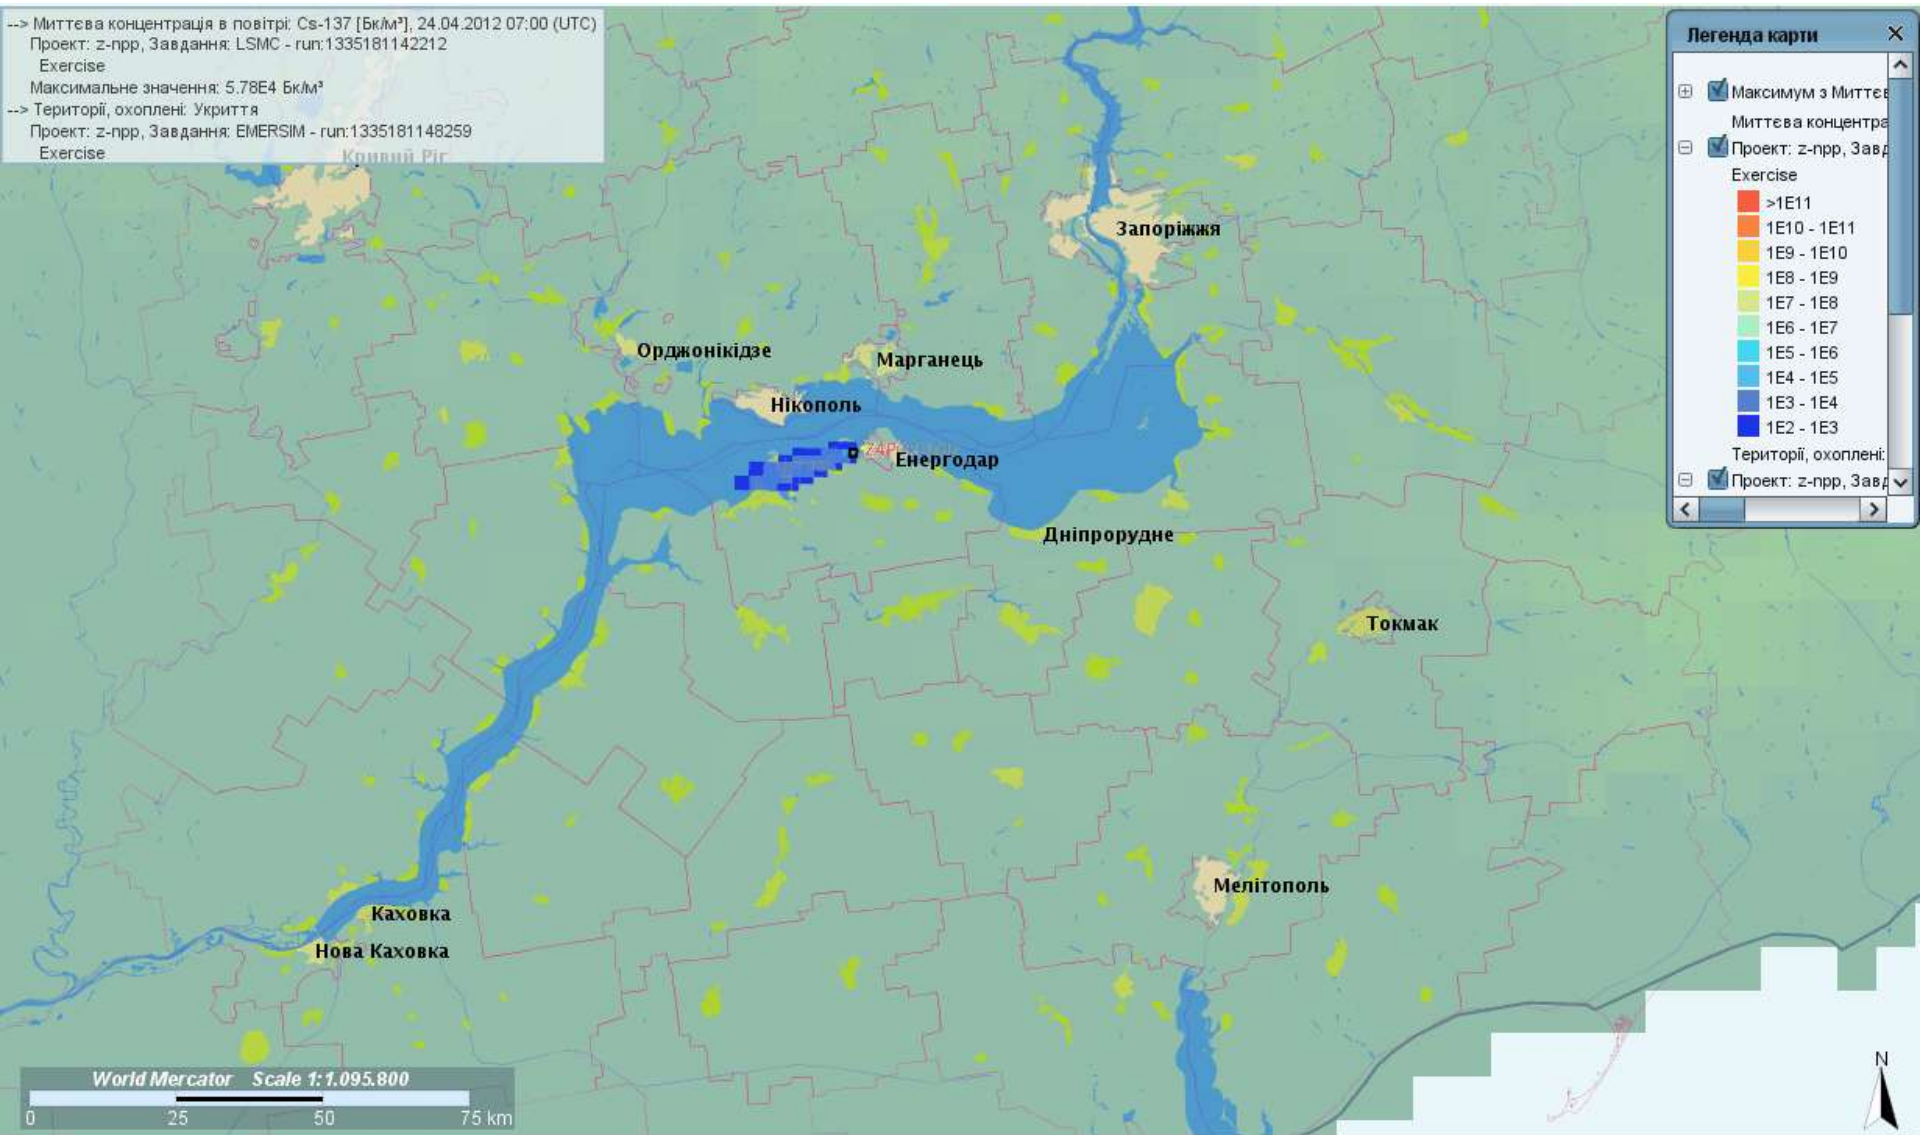 --> Миттєва концентрація в повітрі: Cs-137 [Бк/м³], 24.04.2012 07:00 (UTC)
Проект: z-npp, Завдання: LSMC - run:1335181142212
Exercise
Максимальне значення: 5.78E4 Бк/м³
--> Території, охоплені: Укриття
Проект: z-npp, Завдання: EMERSIM - run:1335181148259
Exercise
Кривий Ріг
Запоріжжя
Орджонікідзе
Марганець
Нікополь
Енергодар
Дніпрорудне
Токмак
Мелітополь
Каховка
Нова Каховка
Легенда карти
Максимум з Миттєв
Миттєва концентра
Проект: z-npp, Завд
Exercise
>1E11
1E10 - 1E11
1E9 - 1E10
1E8 - 1E9
1E7 - 1E8
1E6 - 1E7
1E5 - 1E6
1E4 - 1E5
1E3 - 1E4
1E2 - 1E3
Території, охоплені:
Проект: z-npp, Завд
World Mercator Scale 1:1.095.800
0 25 50 75 km
N